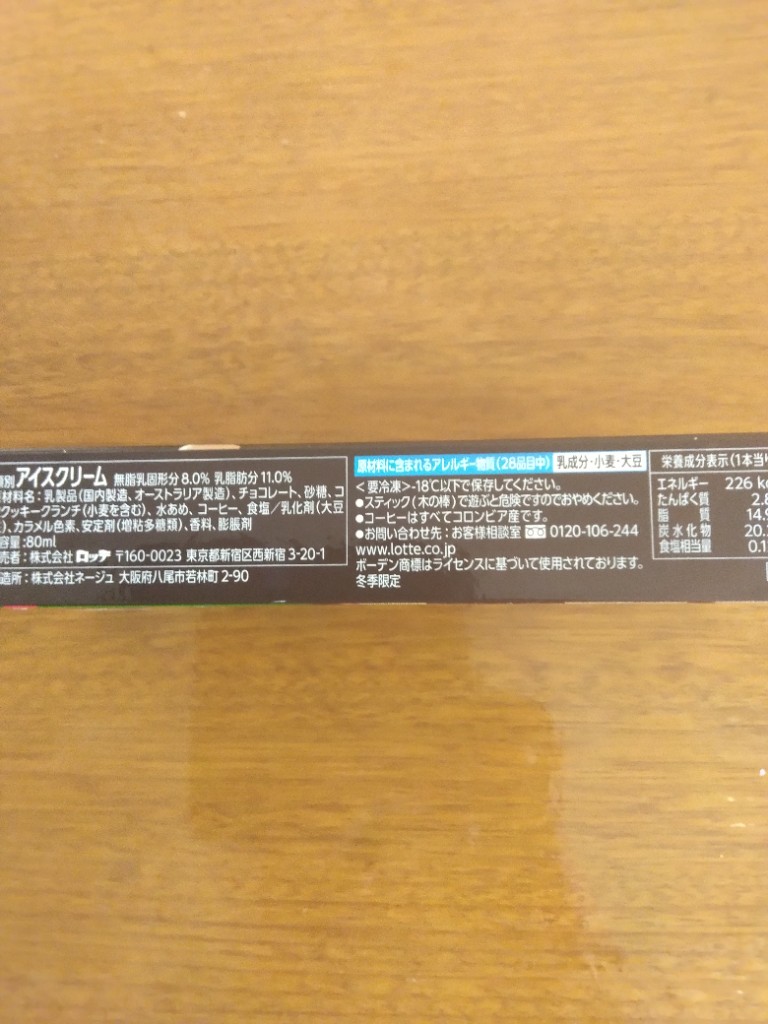 別 アイスクリーム 無脂乳固形分8.0% 乳脂肪分11.0%
材料名：乳製品(国内製造、オーストラリア製造)、チョコレート、砂糖、コ
クッキークランチ(小麦を含む)、水あめ、コーヒー、食塩／乳化剤(大豆
、カラメル色素、安定剤(増粘多糖類)、香料、膨脹剤
容量:80ml
売者：株式会社ロッテ 〒160-0023 東京都新宿区西新宿3-20-1
造所：株式会社ネージュ 大阪府八尾市若林町2-90
原材料に含まれるアレルギー物質(28品目中) 乳成分・小麦・大豆
＜要冷凍＞-18℃以下で保存してください。
●スティック(木の棒)で遊ぶと危険ですのでおやめください。
●コーヒーはすべてコロンビア産です。
●お問い合わせ先：お客様相談室 0120-106-244
www.lotte.co.jp
ボーデン商標はライセンスに基づいて使用されております。
冬季限定
栄養成分表示(1本当り
エネルギー 226 kc
たんぱく質 2.8
脂質 14.9
炭水化物 20.
食塩相当量 0.1